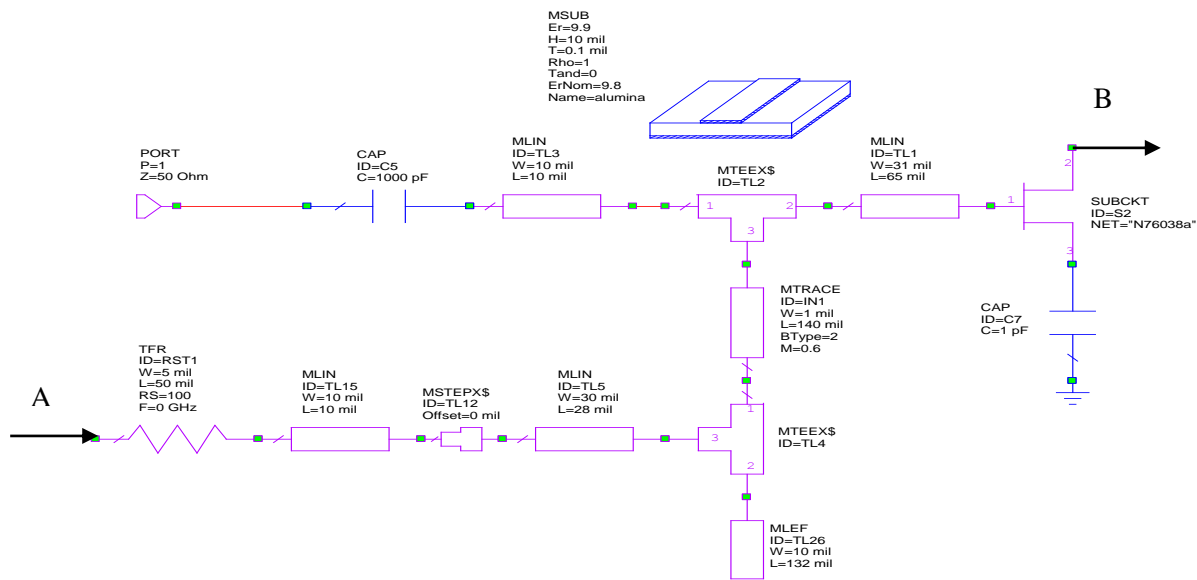 MSUB
Er=9.9
H=10 mil
T=0.1 mil
Rho=1
Tand=0
ErNom=9.8
Name=alumina
B
PORT
P=1
Z=50 Ohm
CAP
ID=C5
C=1000 pF
MLIN
ID=TL3
W=10 mil
L=10 mil
MTEEX$
ID=TL2
1
2
3
MLIN
ID=TL1
W=31 mil
L=65 mil
1
2
3
SUBCKT
ID=S2
NET="N76038a"
MTRACE
ID=IN1
W=1 mil
L=140 mil
BType=2
M=0.6
CAP
ID=C7
C=1 pF
A
TFR
ID=RST1
W=5 mil
L=50 mil
RS=100
F=0 GHz
MLIN
ID=TL15
W=10 mil
L=10 mil
MSTEPX$
ID=TL12
Offset=0 mil
MLIN
ID=TL5
W=30 mil
L=28 mil
1
3
2
MTEEX$
ID=TL4
MLEF
ID=TL26
W=10 mil
L=132 mil